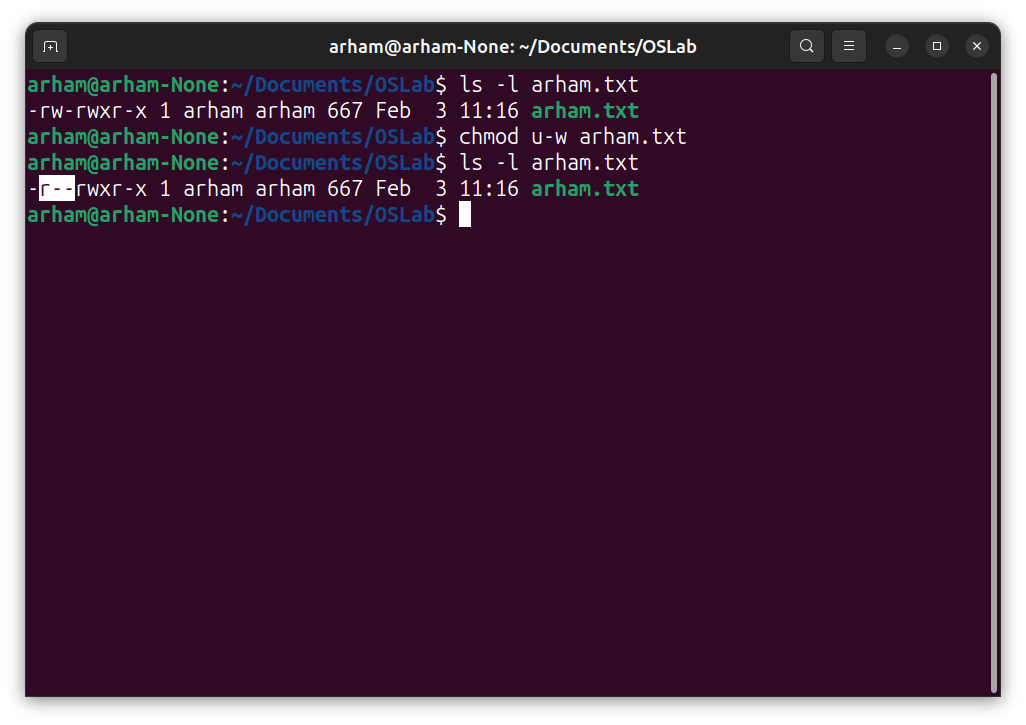 arham@arham-None: ~/Documents/OSLab
arham@arham-None:~/Documents/OSLab$ ls -l arham.txt
-rw-rwxr-x 1 arham arham 667 Feb  3 11:16 arham.txt
arham@arham-None:~/Documents/OSLab$ chmod u-w arham.txt
arham@arham-None:~/Documents/OSLab$ ls -l arham.txt
-r--rwxr-x 1 arham arham 667 Feb  3 11:16 arham.txt
arham@arham-None:~/Documents/OSLab$